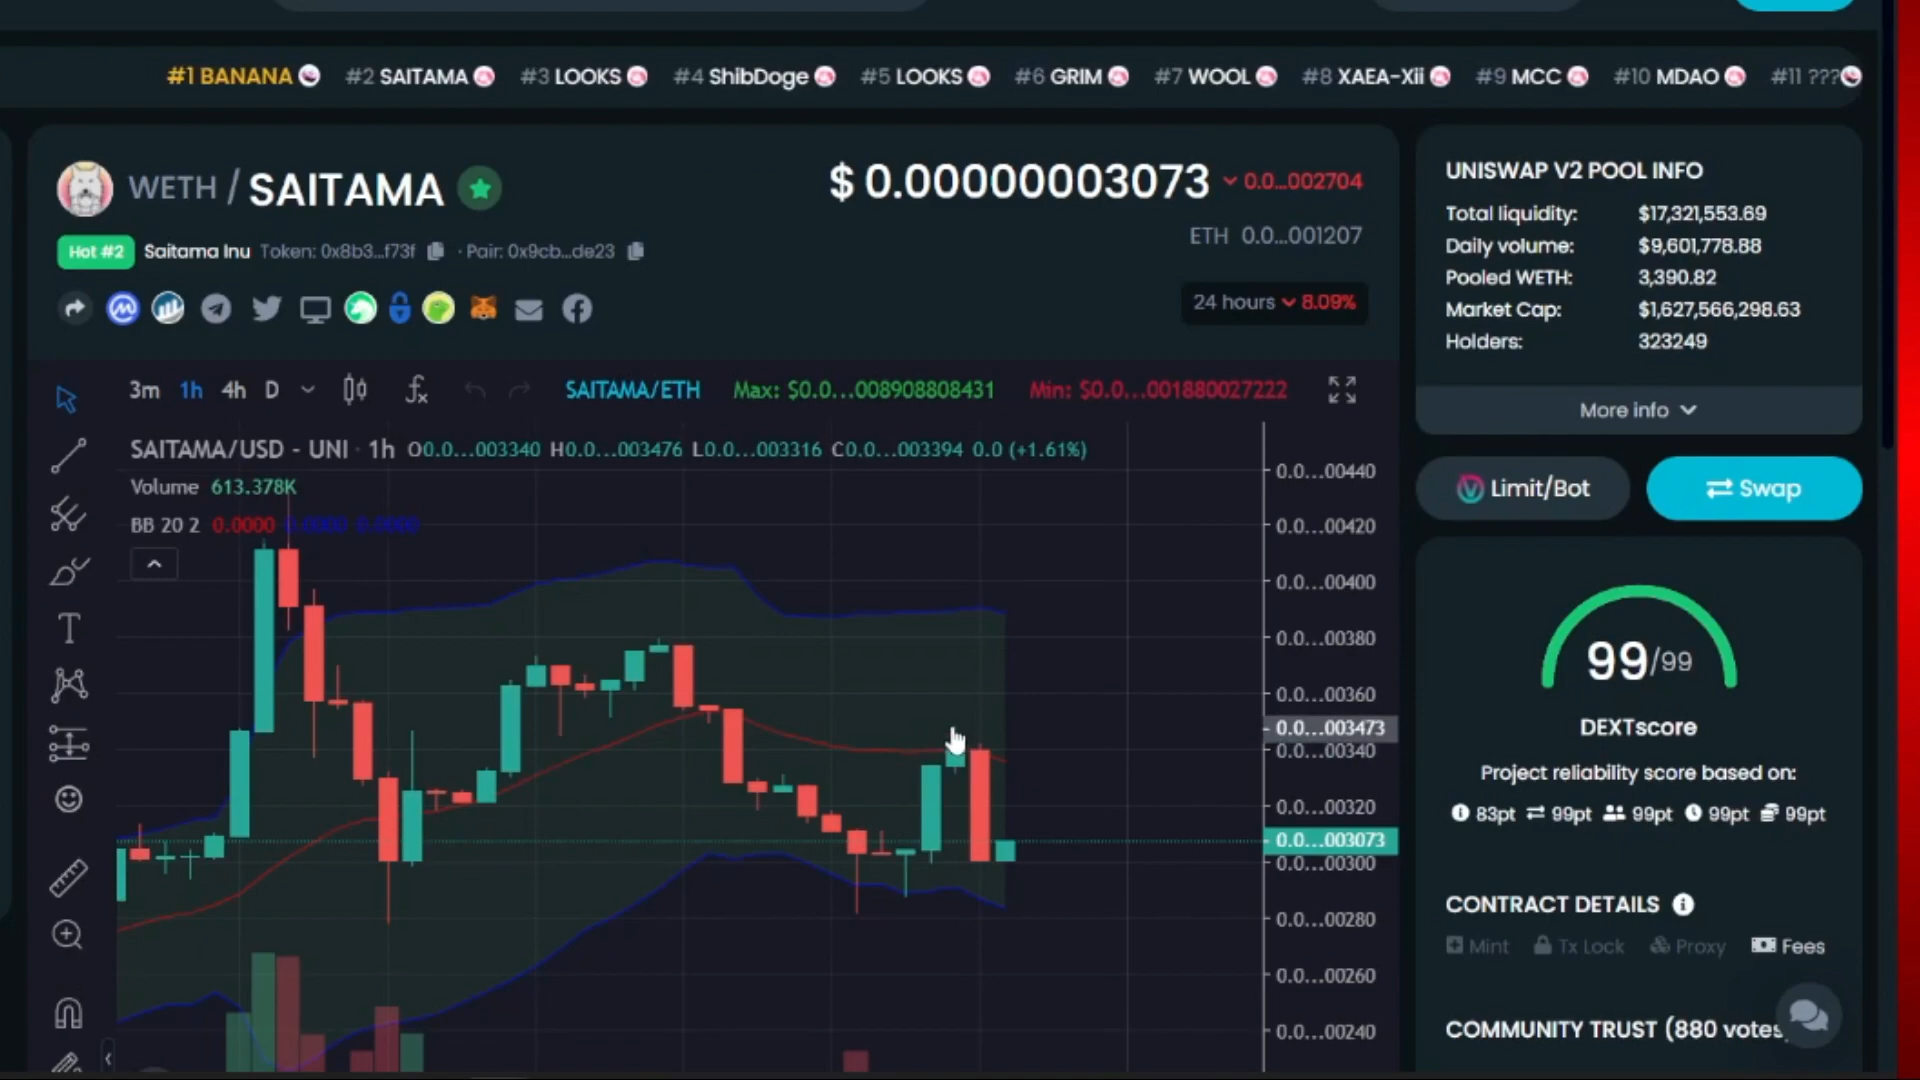 #1 BANANA #2 SAITAMA #3 LOOKS #4 ShibDoge #5 LOOKS #6 GRIM #7 WOOL #8 XAEA-Xii #9 MCC #10 MDAO #11 ???
WETH / SAITAMA
$ 0.00000003073 0.0...002704
ETH 0.0...001207
Hot #2 Saitama Inu Token: 0x8b3...f73f · Pair: 0x9cb...de23
24 hours 8.09%
3m 1h 4h D SAITAMA/ETH Max: $0.0...008908808431 Min: $0.0...001880027222
SAITAMA/USD - UNI · 1h O0.0...003340 H0.0...003476 L0.0...003316 C0.0...003394 0.0 (+1.61%)
Volume 613.378K
BB 20 2 0.0000 0.0000 0.0000
0.0...00440
0.0...00420
0.0...00400
0.0...00380
0.0...00360
0.0...003473
0.0...00340
0.0...00320
0.0...003073
0.0...00300
0.0...00280
0.0...00260
0.0...00240
UNISWAP V2 POOL INFO
Total liquidity: $17,321,553.69
Daily volume: $9,601,778.88
Pooled WETH: 3,390.82
Market Cap: $1,627,566,298.63
Holders: 323249
More info
Limit/Bot Swap
99/99
DEXTscore
Project reliability score based on:
83pt 99pt 99pt 99pt 99pt
CONTRACT DETAILS
Mint Tx Lock Proxy Fees
COMMUNITY TRUST (880 votes